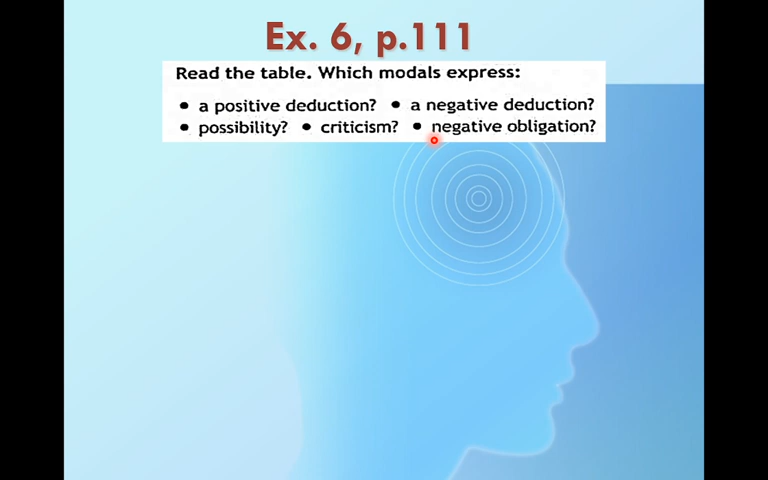 Ex. 6, p.111
Read the table. Which modals express:
• a positive deduction? • a negative deduction?
• possibility? • criticism? • negative obligation?